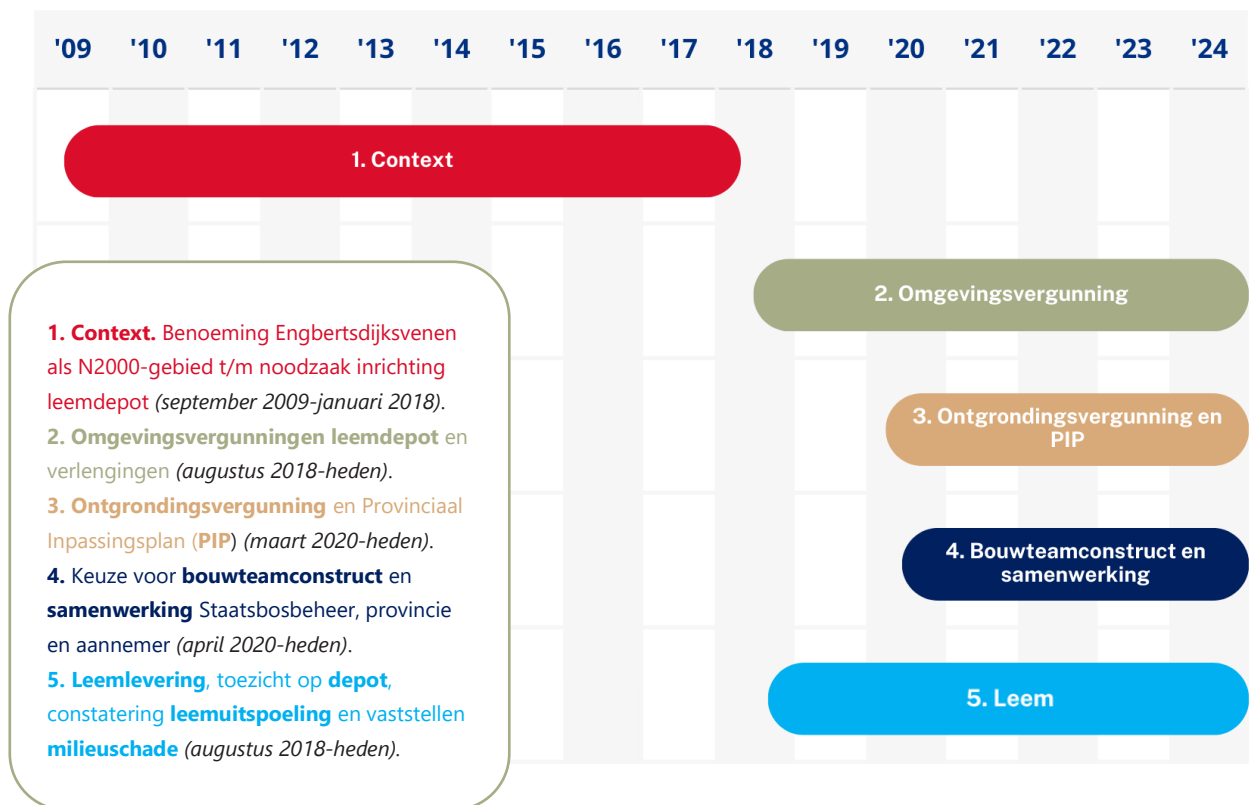 '09 '10 '11 '12 '13 '14 '15 '16 '17 '18 '19 '20 '21 '22 '23 '24
1. Context
2. Omgevingsvergunning
3. Ontgrondingsvergunning en
PIP
4. Bouwteamconstruct en
samenwerking
5. Leem
1. Context. Benoeming Engbertsdijksvenen
als N2000-gebied t/m noodzaak inrichting
leemdepot (september 2009-januari 2018).
2. Omgevingsvergunningen leemdepot en
verlengingen (augustus 2018-heden).
3. Ontgrondingsvergunning en Provinciaal
Inpassingsplan (PIP) (maart 2020-heden).
4. Keuze voor bouwteamconstruct en
samenwerking Staatsbosbeheer, provincie
en aannemer (april 2020-heden).
5. Leemlevering, toezicht op depot,
constatering leemuitspoeling en vaststellen
milieuschade (augustus 2018-heden).